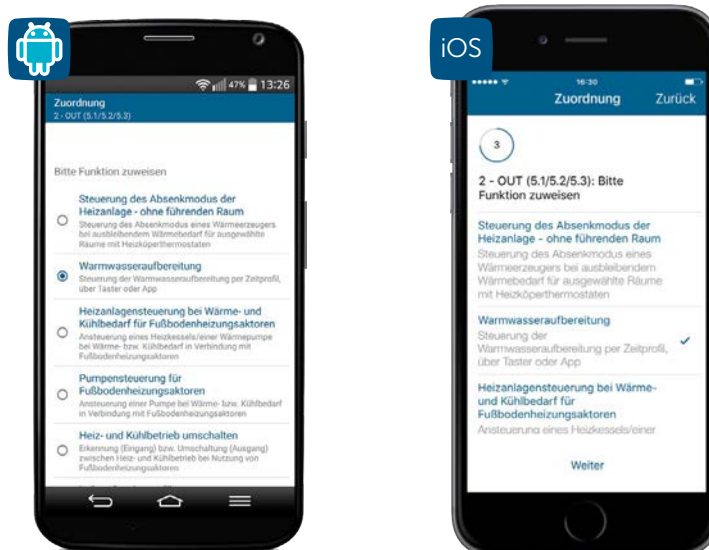 47% 13:26
Zuordnung
2 - OUT (5.1/5.2/5.3)
Bitte Funktion zuweisen
Steuerung des Absenkmodus der
Heizanlage - ohne führenden Raum
Steuerung des Absenkmodus eines Wärmeerzeugers
bei ausbleibendem Wärmebedarf für ausgewählte
Räume mit Heizköperthermostaten
Warmwasseraufbereitung
Steuerung der Warmwasseraufbereitung per Zeitprofil,
über Taster oder App
Heizanlagensteuerung bei Wärme- und
Kühlbedarf für Fußbodenheizungsaktoren
Ansteuerung eines Heizkessels/einer Wärmepumpe
bei Wärme- bzw. Kühlbedarf in Verbindung mit
Fußbodenheizungsaktoren
Pumpensteuerung für
Fußbodenheizungsaktoren
Ansteuerung einer Pumpe bei Wärme- bzw. Kühlbedarf
in Verbindung mit Fußbodenheizungsaktoren
Heiz- und Kühlbetrieb umschalten
Erkennung (Eingang) bzw. Umschaltung (Ausgang)
zwischen Heiz- und Kühlbetrieb bei Nutzung von
Fußbodenheizungsaktoren
iOS
16:30
Zuordnung Zurück
3
2 - OUT (5.1/5.2/5.3): Bitte
Funktion zuweisen
Steuerung des Absenkmodus der
Heizanlage - ohne führenden Raum
Steuerung des Absenkmodus eines
Wärmeerzeugers bei ausbleibendem
Wärmebedarf für ausgewählte Räume
mit Heizköperthermostaten
Warmwasseraufbereitung
Steuerung der
Warmwasseraufbereitung per Zeitprofil,
über Taster oder App
Heizanlagensteuerung bei Wärme-
und Kühlbedarf für
Fußbodenheizungsaktoren
Ansteuerung eines Heizkessels/einer
Weiter